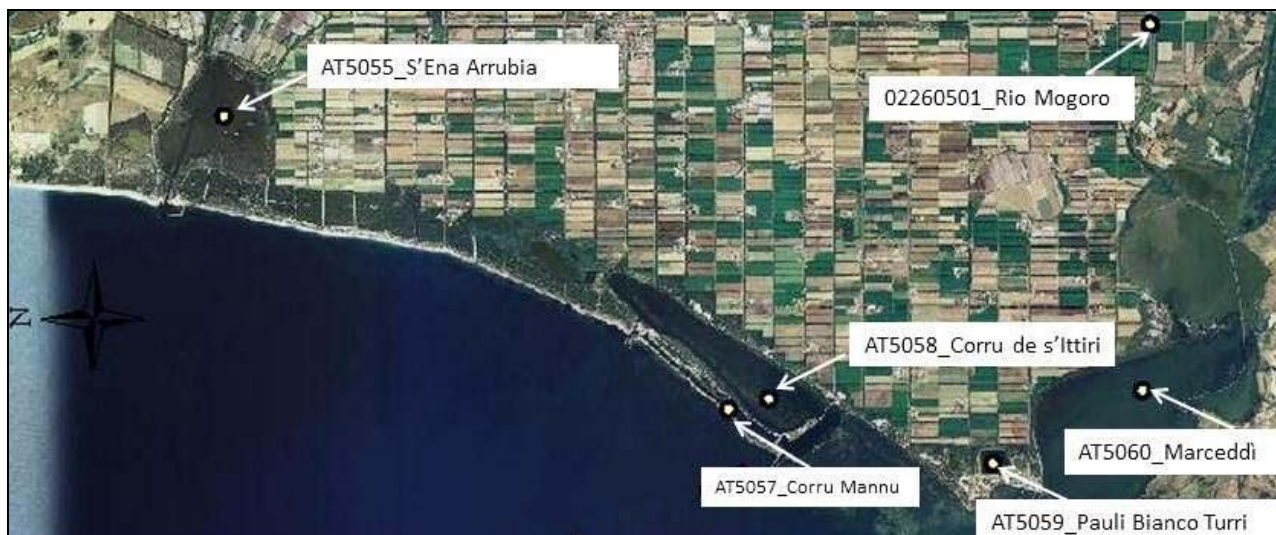 AT5055_S'Ena Arrubia
02260501_Rio Mogoro
N
AT5058_Corru de s'Ittiri
AT5057_Corru Mannu
AT5060_Marceddì
AT5059_Pauli Bianco Turri